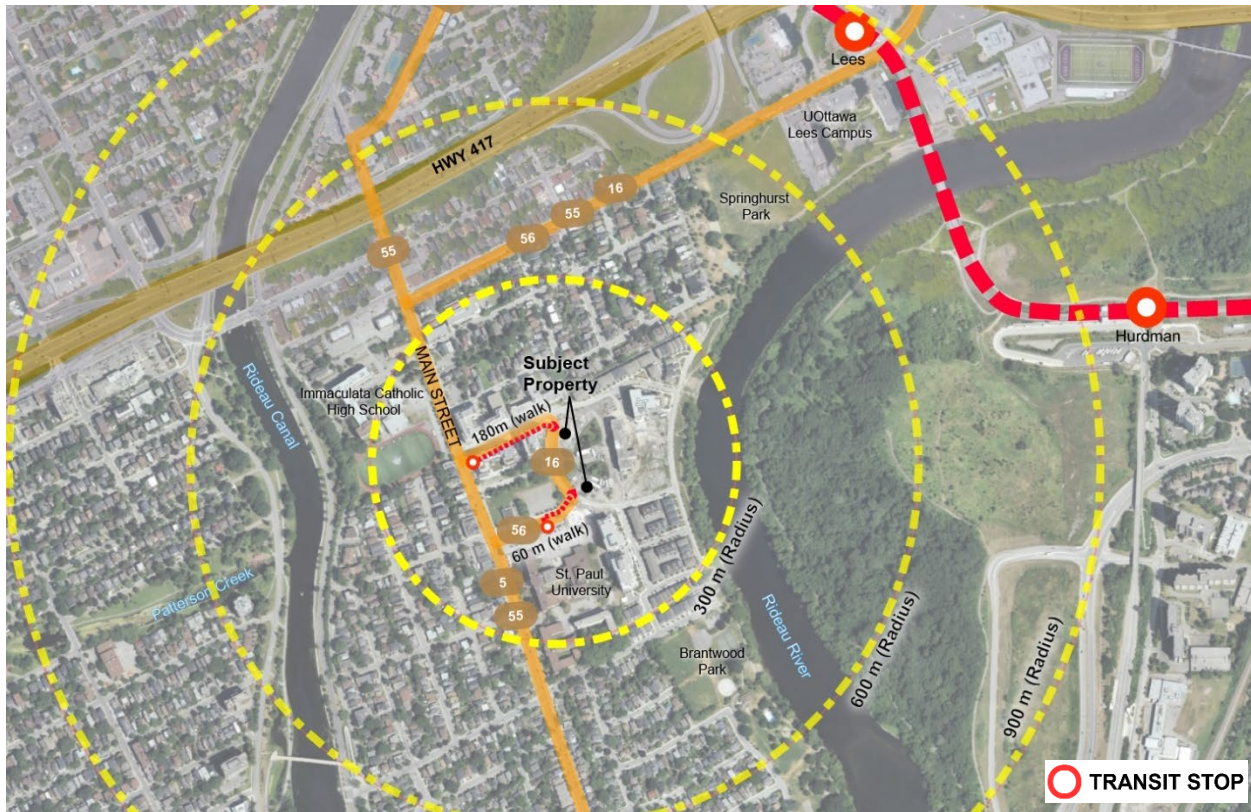 Lees
UOttawa
Lees Campus
HWY 417
16
55
56
55
Springhurst
Park
Hurdman
Subject
Property
Rideau Canal
MAIN STREET
Immaculata Catholic
High School
180m (walk)
16
56
60 m (walk)
5
55
St. Paul
University
Patterson Creek
300 m (Radius)
Rideau River
Brantwood
Park
600 m (Radius)
900 m (Radius)
TRANSIT STOP